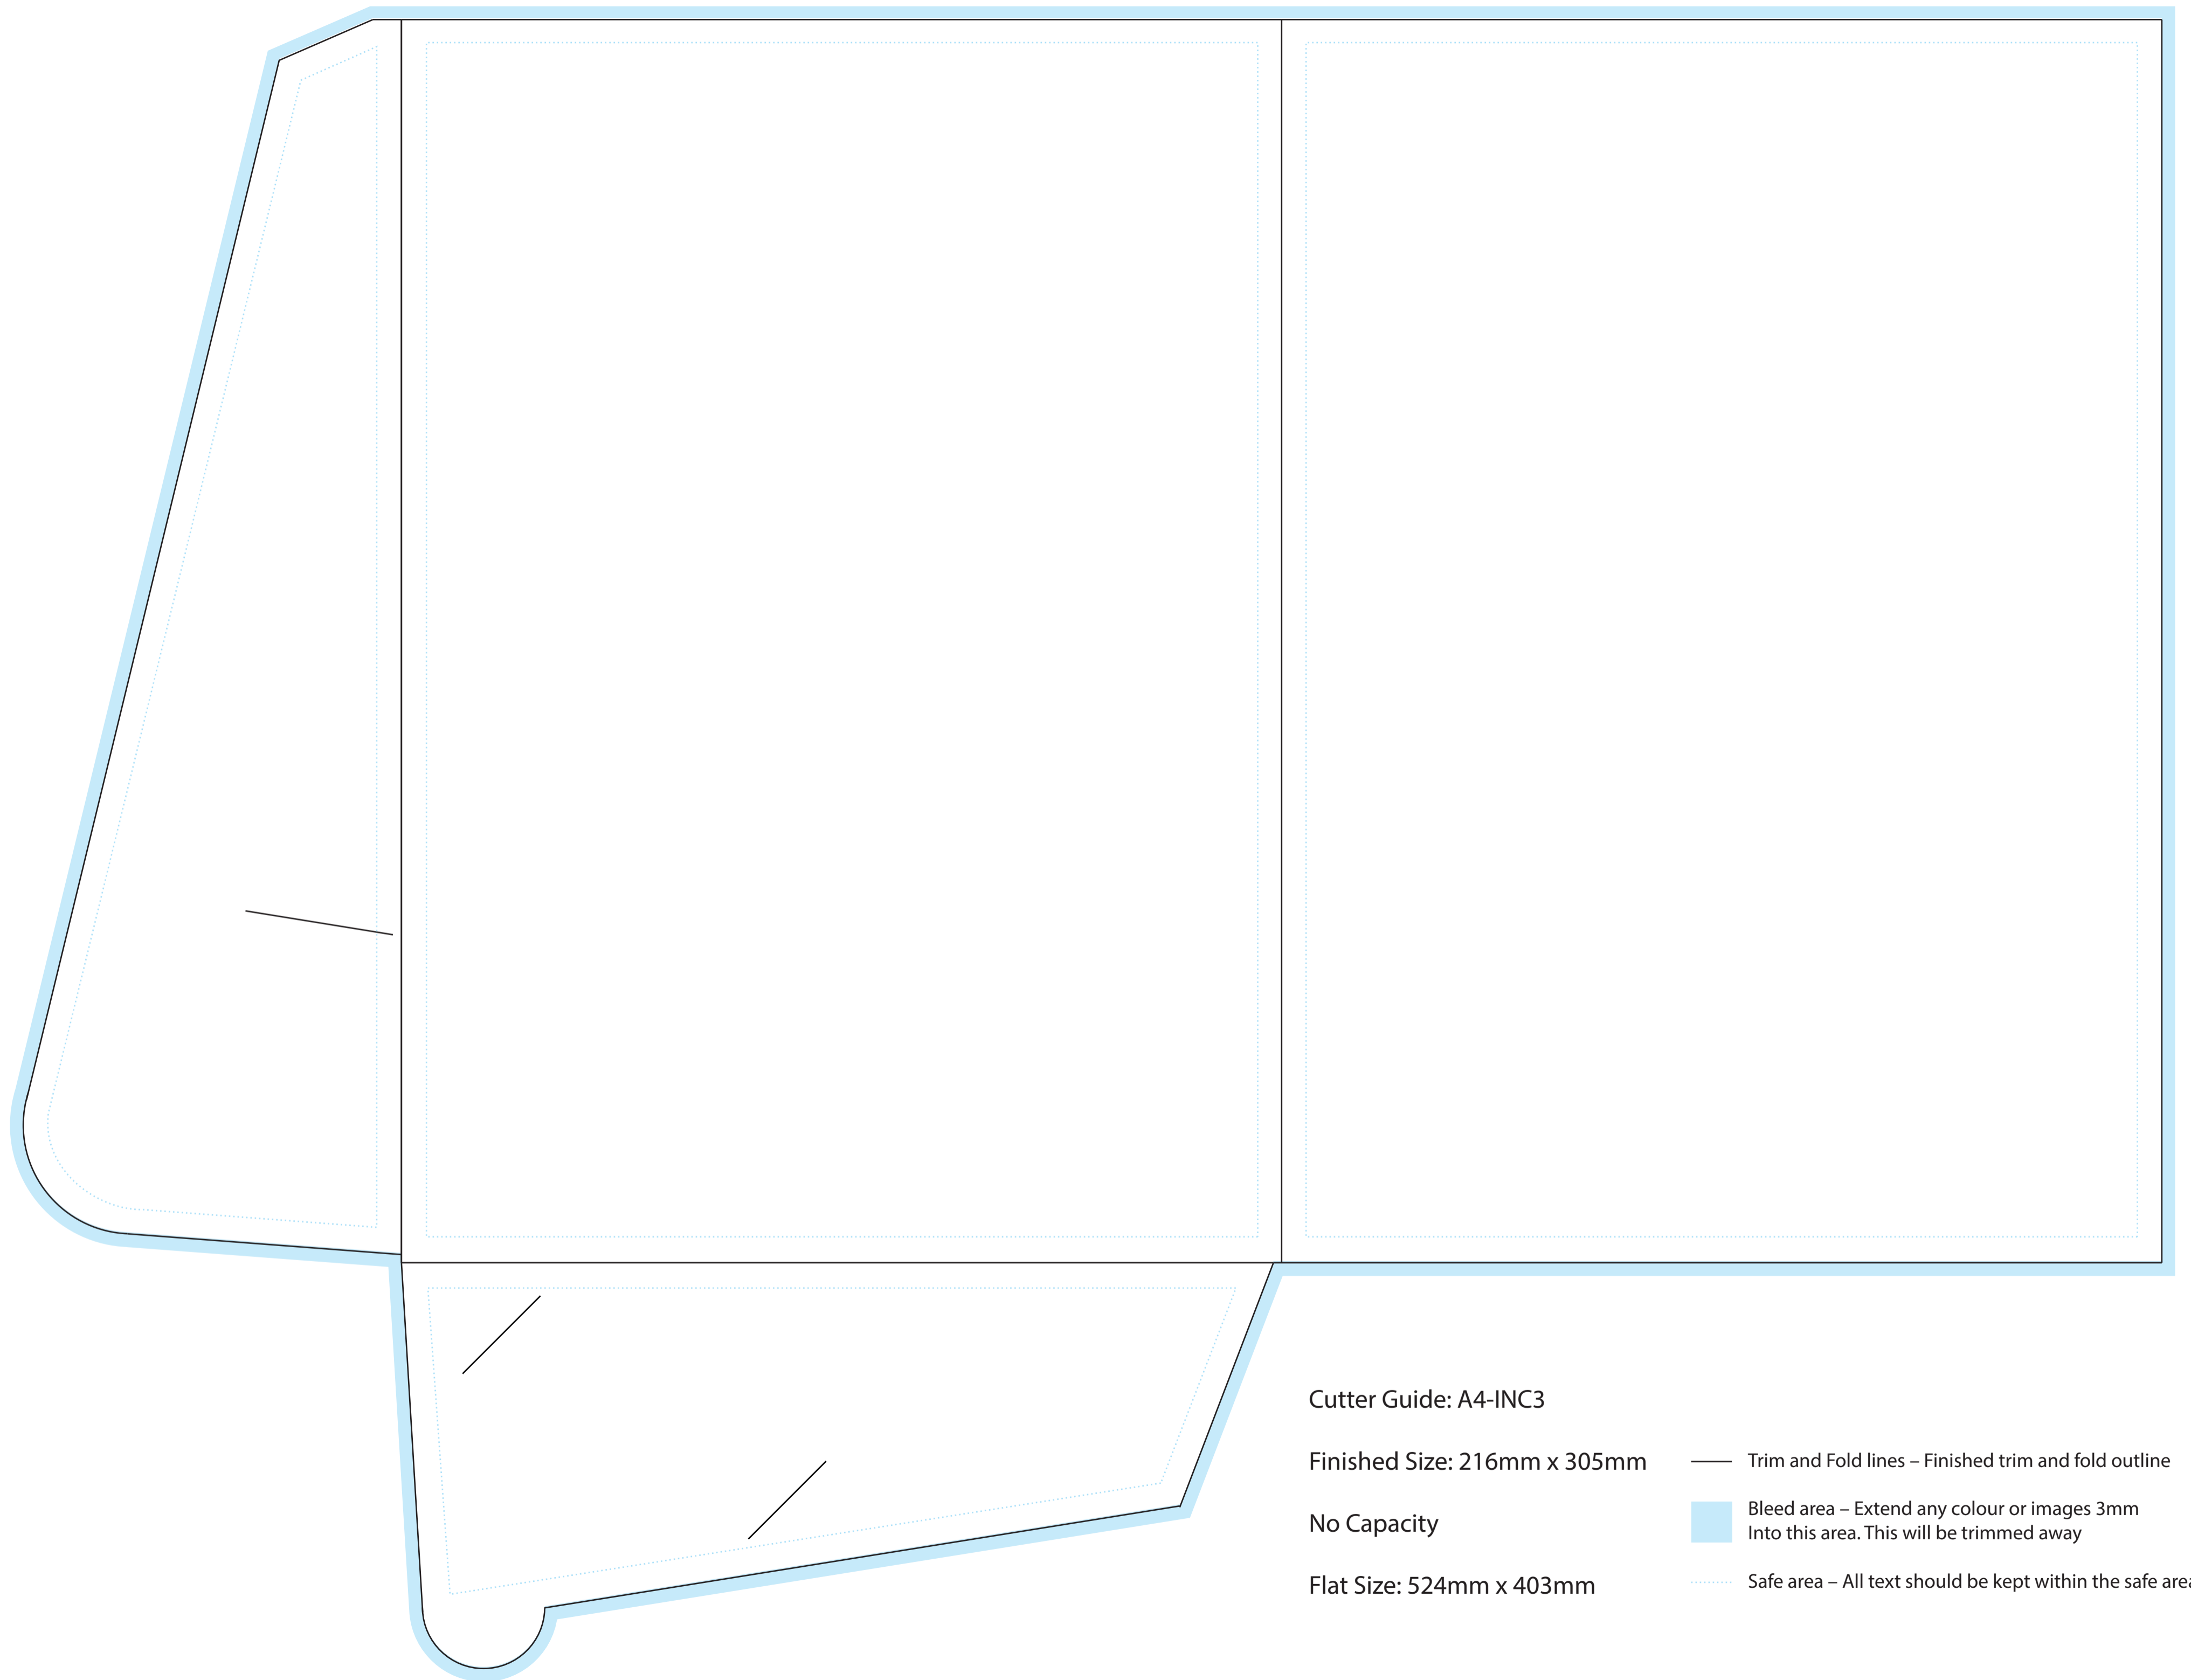 Cutter Guide: A4-INC3
Finished Size: 216mm x 305mm
No Capacity
Flat Size: 524mm x 403mm
Trim and Fold lines – Finished trim and fold outline
Bleed area – Extend any colour or images 3mm
Into this area. This will be trimmed away
Safe area – All text should be kept within the safe area